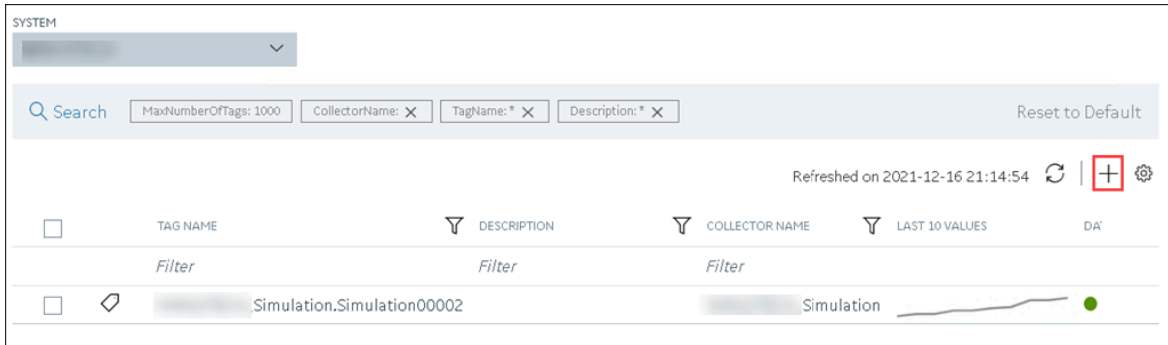 SYSTEM
Search MaxNumberOfTags: 1000 CollectorName: TagName: * Description: * Reset to Default
Refreshed on 2021-12-16 21:14:54
TAG NAME DESCRIPTION COLLECTOR NAME LAST 10 VALUES DA
Filter Filter Filter
Simulation.Simulation00002 Simulation